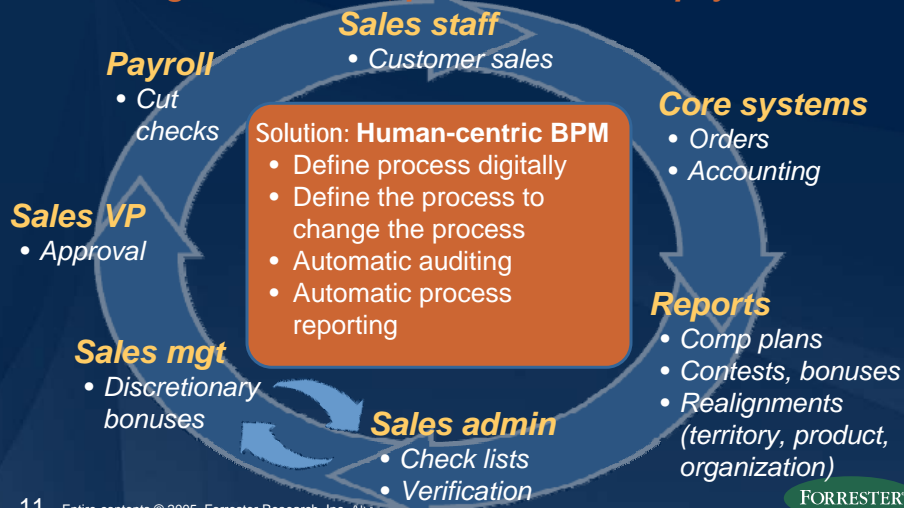 Sales staff
• Customer sales
Payroll
• Cut
checks
Core systems
• Orders
• Accounting
Solution: Human-centric BPM
• Define process digitally
• Define the process to
change the process
• Automatic auditing
• Automatic process
reporting
Sales VP
• Approval
Reports
• Comp plans
• Contests, bonuses
• Realignments
(territory, product,
organization)
Sales mgt
• Discretionary
bonuses
Sales admin
• Check lists
• Verification
11 Entire contents © 2005 Forrester Research, Inc.
FORRESTER